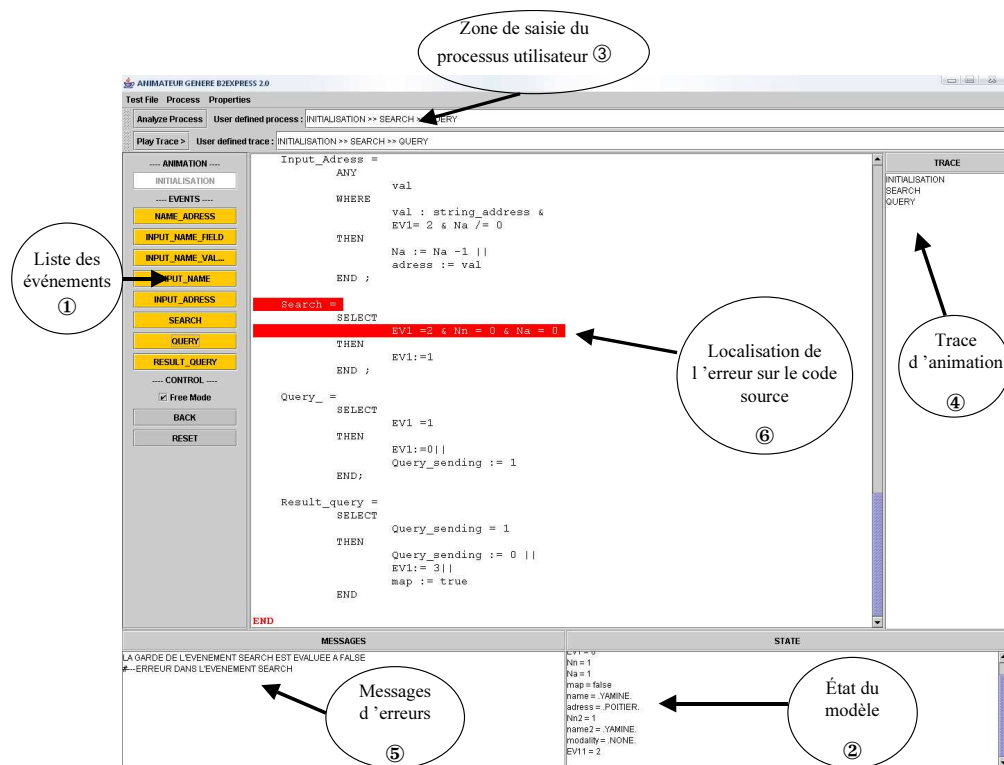 Zone de saisie du
processus utilisateur ③
ANIMATEUR GENERE B2EXPRESS 2.0
Test File Process Properties
Analyze Process User defined process : INITIALISATION >> SEARCH >> QUERY
Play Trace > User defined trace : INITIALISATION >> SEARCH >> QUERY
---- ANIMATION ----
INITIALISATION
---- EVENTS ----
NAME_ADRESS
INPUT_NAME_FIELD
INPUT_NAME_VAL...
INPUT_NAME
INPUT_ADRESS
SEARCH
QUERY
RESULT_QUERY
---- CONTROL ----
Free Mode
BACK
RESET
Liste des
événements
①
Input_Adress =
ANY
val
WHERE
val : string_address &
EV1= 2 & Na /= 0
THEN
Na := Na -1 ||
adress := val
END ;
Search =
SELECT
EV1 =2 & Nn = 0 & Na = 0
THEN
EV1:=1
END ;
Query_ =
SELECT
EV1 =1
THEN
EV1:=0||
Query_sending := 1
END;
Result_query =
SELECT
Query_sending = 1
THEN
Query_sending := 0 ||
EV1:= 3||
map := true
END
END
Localisation de
l 'erreur sur le code
source
⑥
TRACE
INITIALISATION
SEARCH
QUERY
Trace
d 'animation
④
MESSAGES
LA GARDE DE L'EVENEMENT SEARCH EST EVALUEE A FALSE
#---ERREUR DANS L'EVENEMENT SEARCH
Messages
d 'erreurs
⑤
STATE
Nn = 1
Na = 1
map = false
name = .YAMINE.
adress = .POITIER.
Nn2 = 1
name2 = .YAMINE.
modality = .NONE.
EV11 = 2
État du
modèle
②